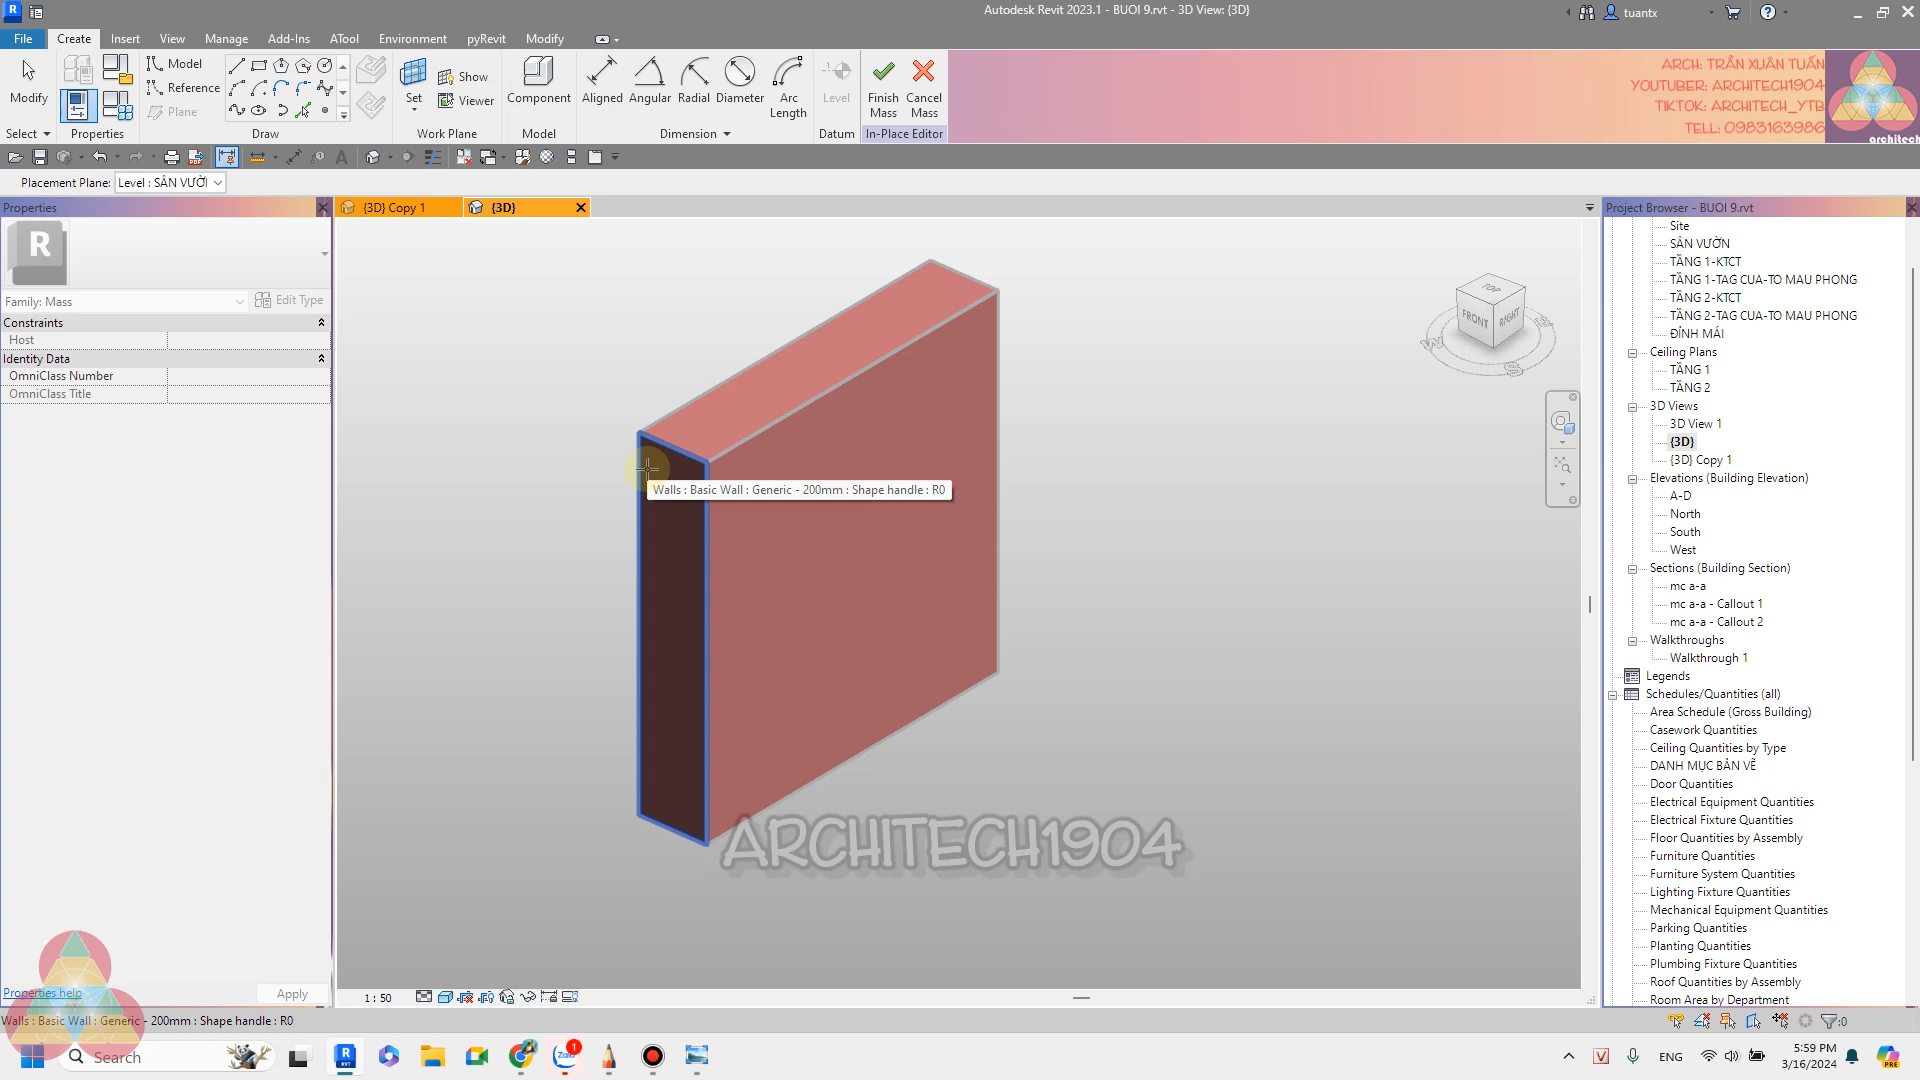 Autodesk Revit 2023.1 - BUOI 9.rvt - 3D View: {3D}
tuantx
File
Create
Insert
View
Manage
Add-Ins
ATool
Environment
pyRevit
Modify
Modify
Select
Properties
Model
Reference
Plane
Draw
Set
Show
Viewer
Work Plane
Component
Model
Aligned
Angular
Radial
Diameter
Arc
Length
Dimension
Level
Datum
Finish
Mass
Cancel
Mass
In-Place Editor
ARCH: TRẦN XUÂN TUẤN
YOUTUBER: ARCHITECH1904
TIKTOK: ARCHITECH_YTB
TELL: 0983163986
architech
Placement Plane:
Level : SÂN VƯỜI
Properties
R
Family: Mass
Edit Type
Constraints
Host
Identity Data
OmniClass Number
OmniClass Title
Properties help
Apply
{3D} Copy 1
{3D}
TOP
FRONT
RIGHT
W
S
Walls : Basic Wall : Generic - 200mm : Shape handle : R0
ARCHITECH1904
1 : 50
Project Browser - BUOI 9.rvt
Site
SÂN VƯỜN
TẦNG 1-KTCT
TẦNG 1-TAG CUA-TO MAU PHONG
TẦNG 2-KTCT
TẦNG 2-TAG CUA-TO MAU PHONG
ĐỈNH MÁI
Ceiling Plans
TẦNG 1
TẦNG 2
3D Views
3D View 1
{3D}
{3D} Copy 1
Elevations (Building Elevation)
A-D
North
South
West
Sections (Building Section)
mc a-a
mc a-a - Callout 1
mc a-a - Callout 2
Walkthroughs
Walkthrough 1
Legends
Schedules/Quantities (all)
Area Schedule (Gross Building)
Casework Quantities
Ceiling Quantities by Type
DANH MỤC BẢN VẼ
Door Quantities
Electrical Equipment Quantities
Electrical Fixture Quantities
Floor Quantities by Assembly
Furniture Quantities
Furniture System Quantities
Lighting Fixture Quantities
Mechanical Equipment Quantities
Parking Quantities
Planting Quantities
Plumbing Fixture Quantities
Roof Quantities by Assembly
Room Area by Department
Walls : Basic Wall : Generic - 200mm : Shape handle : R0
:0
Search
Zalo
1
ENG
5:59 PM
3/16/2024